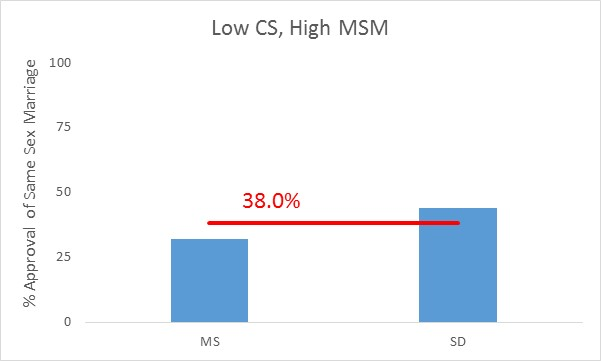 Low CS, High MSM
% Approval of Same Sex Marriage
100
75
50
25
0
38.0%
MS
SD